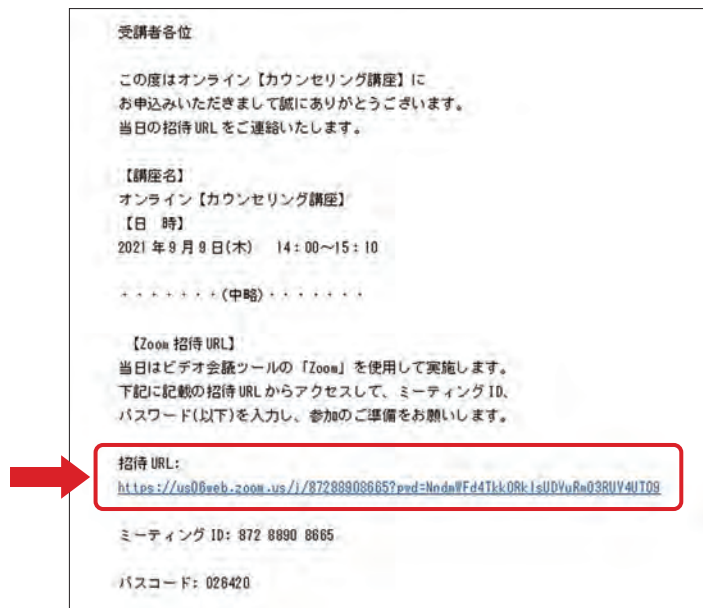 受講者各位
この度はオンライン【カウンセリング講座】に
お申込みいただきまして誠にありがとうございます。
当日の招待URLをご連絡いたします。
【講座名】
オンライン【カウンセリング講座】
【日　時】
2021年9月9日(木)　14:00～15:10
・・・・・・・(中略)・・・・・・・
【Zoom 招待URL】
当日はビデオ会議ツールの「Zoom」を使用して実施します。
下記に記載の招待URLからアクセスして、ミーティングID、
パスワード(以下)を入力し、参加のご準備をお願いします。
招待URL:
https://us06web.zoom.us/j/87288908665?pwd=NndmWFd4Tkk0RklsUDVuRm03RUV4UT09
ミーティングID: 872 8890 8665
パスコード: 026420